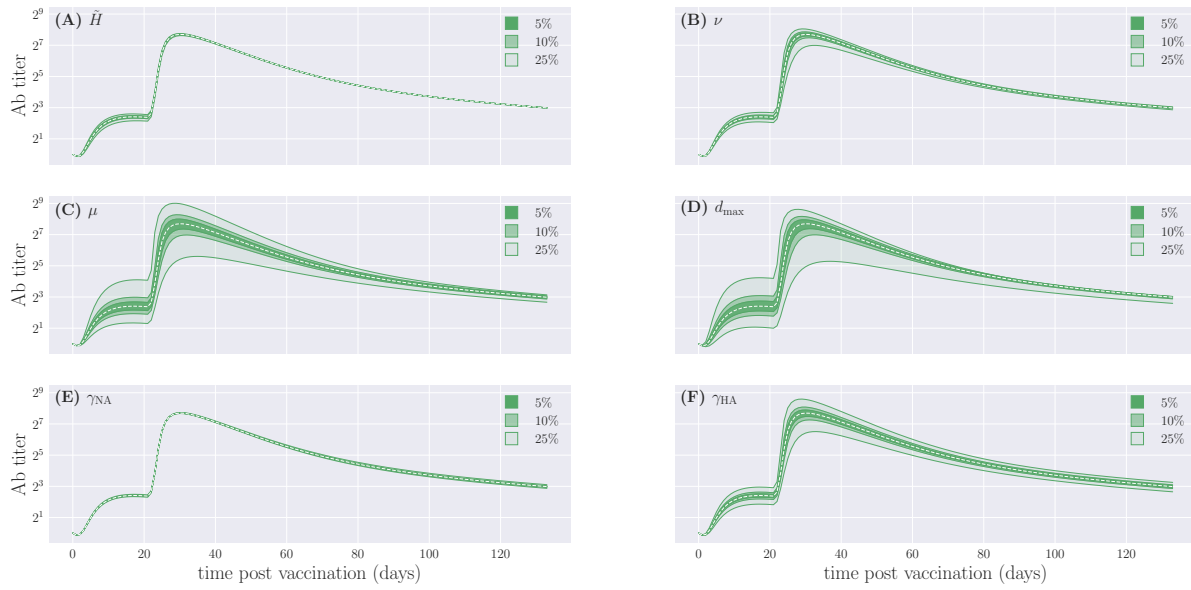 (A) H̃
5%
10%
25%
2^9
2^7
2^5
2^3
2^1
Ab titer
(B) ν
5%
10%
25%
(C) μ
5%
10%
25%
2^9
2^7
2^5
2^3
2^1
Ab titer
(D) d_max
5%
10%
25%
(E) γ_NA
5%
10%
25%
2^9
2^7
2^5
2^3
2^1
Ab titer
0 20 40 60 80 100 120
time post vaccination (days)
(F) γ_HA
5%
10%
25%
0 20 40 60 80 100 120
time post vaccination (days)